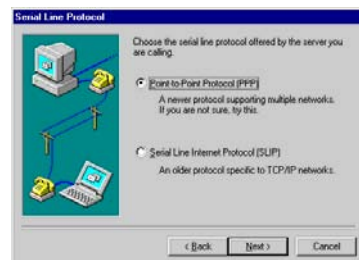 Serial Line Protocol
Choose the serial line protocol offered by the server you
are calling.
Point-to-Point Protocol (PPP)
A newer protocol supporting multiple networks.
If you are not sure, try this.
Serial Line Internet Protocol (SLIP)
An older protocol specific to TCP/IP networks.
< Back
Next >
Cancel